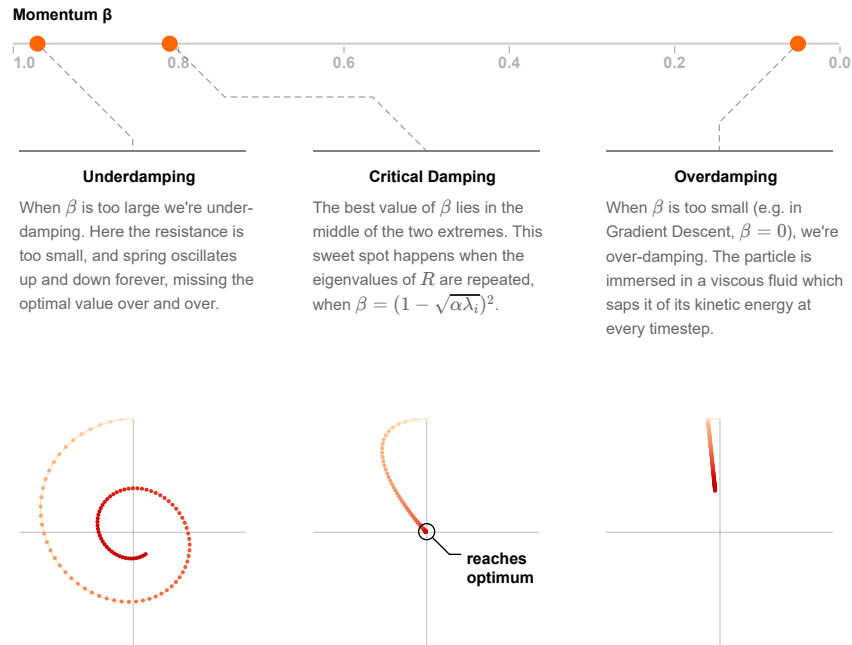 Momentum β
1.0 0.8 0.6 0.4 0.2 0.0
Underdamping
When β is too large we're under-
damping. Here the resistance is
too small, and spring oscillates
up and down forever, missing the
optimal value over and over.
Critical Damping
The best value of β lies in the
middle of the two extremes. This
sweet spot happens when the
eigenvalues of R are repeated,
when β = (1 − √αλᵢ)².
Overdamping
When β is too small (e.g. in
Gradient Descent, β = 0), we're
over-damping. The particle is
immersed in a viscous fluid which
saps it of its kinetic energy at
every timestep.
reaches
optimum